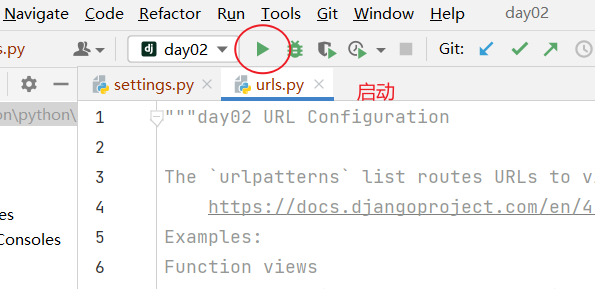 Navigate Code Refactor Run Tools Git Window Help day02
s.py day02 Git:
settings.py urls.py 启动
on\python\
1 """day02 URL Configuration
2
3 The `urlpatterns` list routes URLs to v
es 4 https://docs.djangoproject.com/en/4
Consoles 5 Examples:
6 Function views